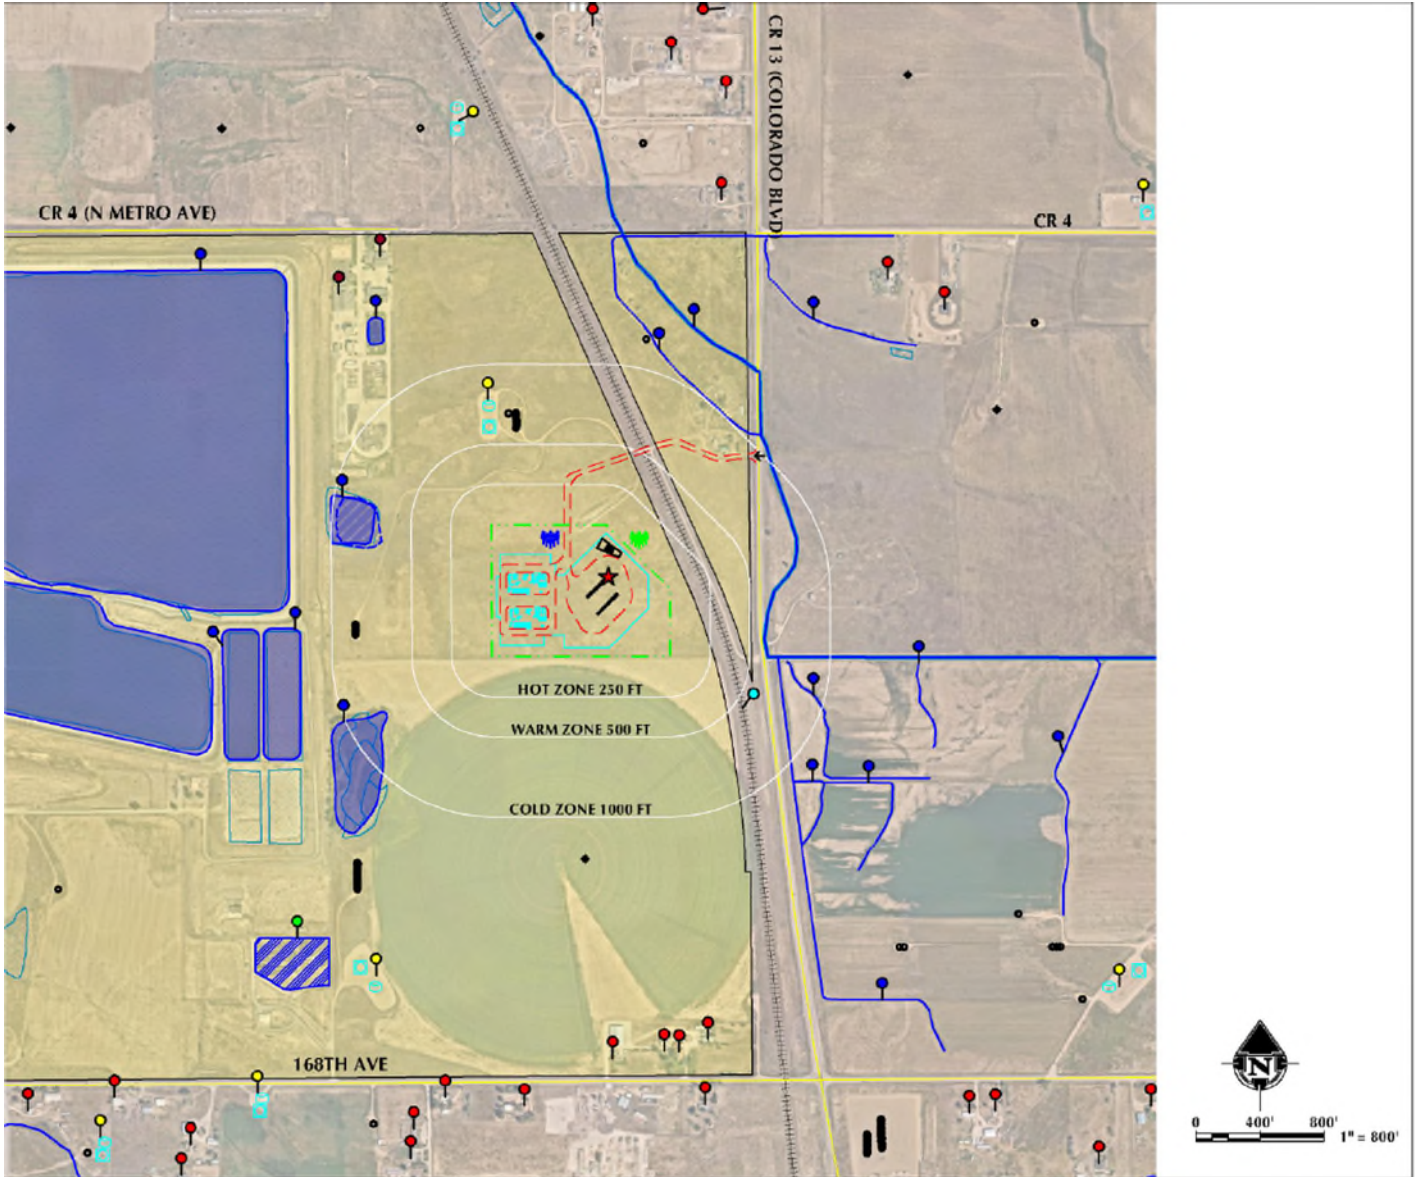 CR 13 (COLORADO BLVD)
CR 4 (N METRO AVE)
CR 4
HOT ZONE 250 FT
WARM ZONE 500 FT
COLD ZONE 1000 FT
168TH AVE
N
0 400' 800' 1" = 800'